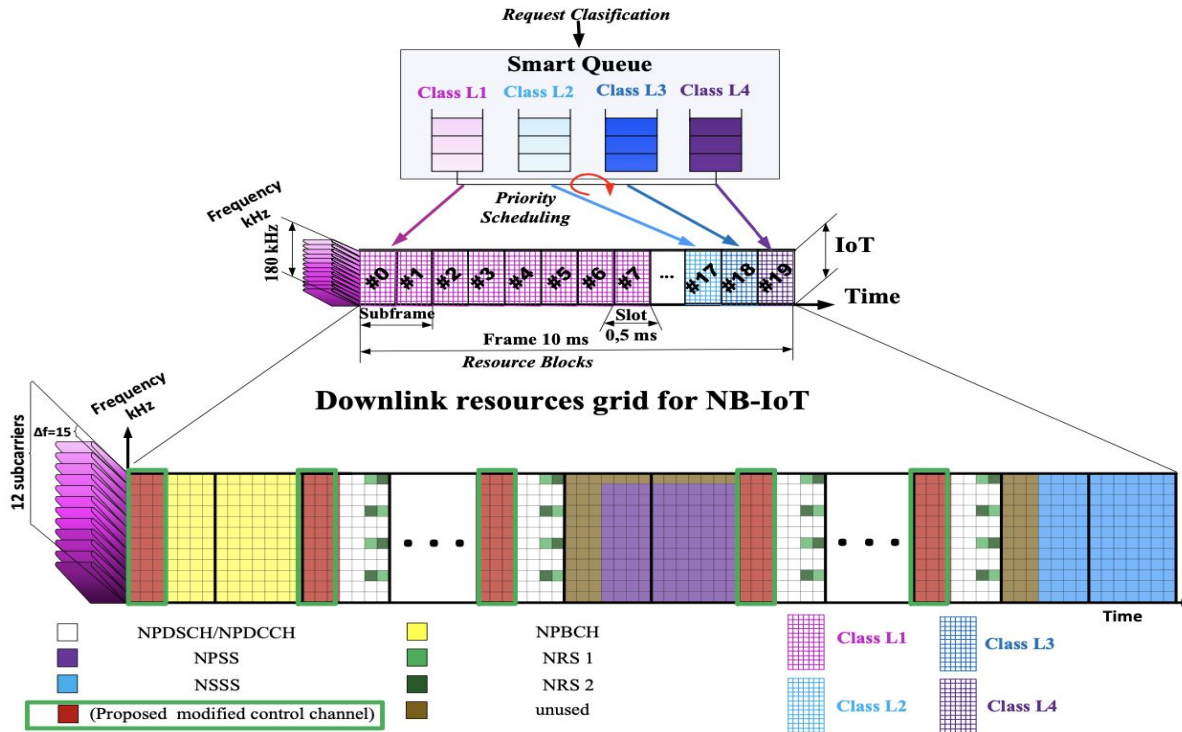 Request Clasification
Smart Queue
Class L1 Class L2 Class L3 Class L4
Priority
Scheduling
Frequency
kHz
180 kHz
#0 #1 #2 #3 #4 #5 #6 #7 ... #17 #18 #19
IoT
Time
Subframe
Slot
0,5 ms
Frame 10 ms
Resource Blocks
Downlink resources grid for NB-IoT
Frequency
kHz
Δf=15
12 subcarriers
Time
NPDSCH/NPDCCH
NPSS
NSSS
(Proposed modified control channel)
NPBCH
NRS 1
NRS 2
unused
Class L1
Class L2
Class L3
Class L4